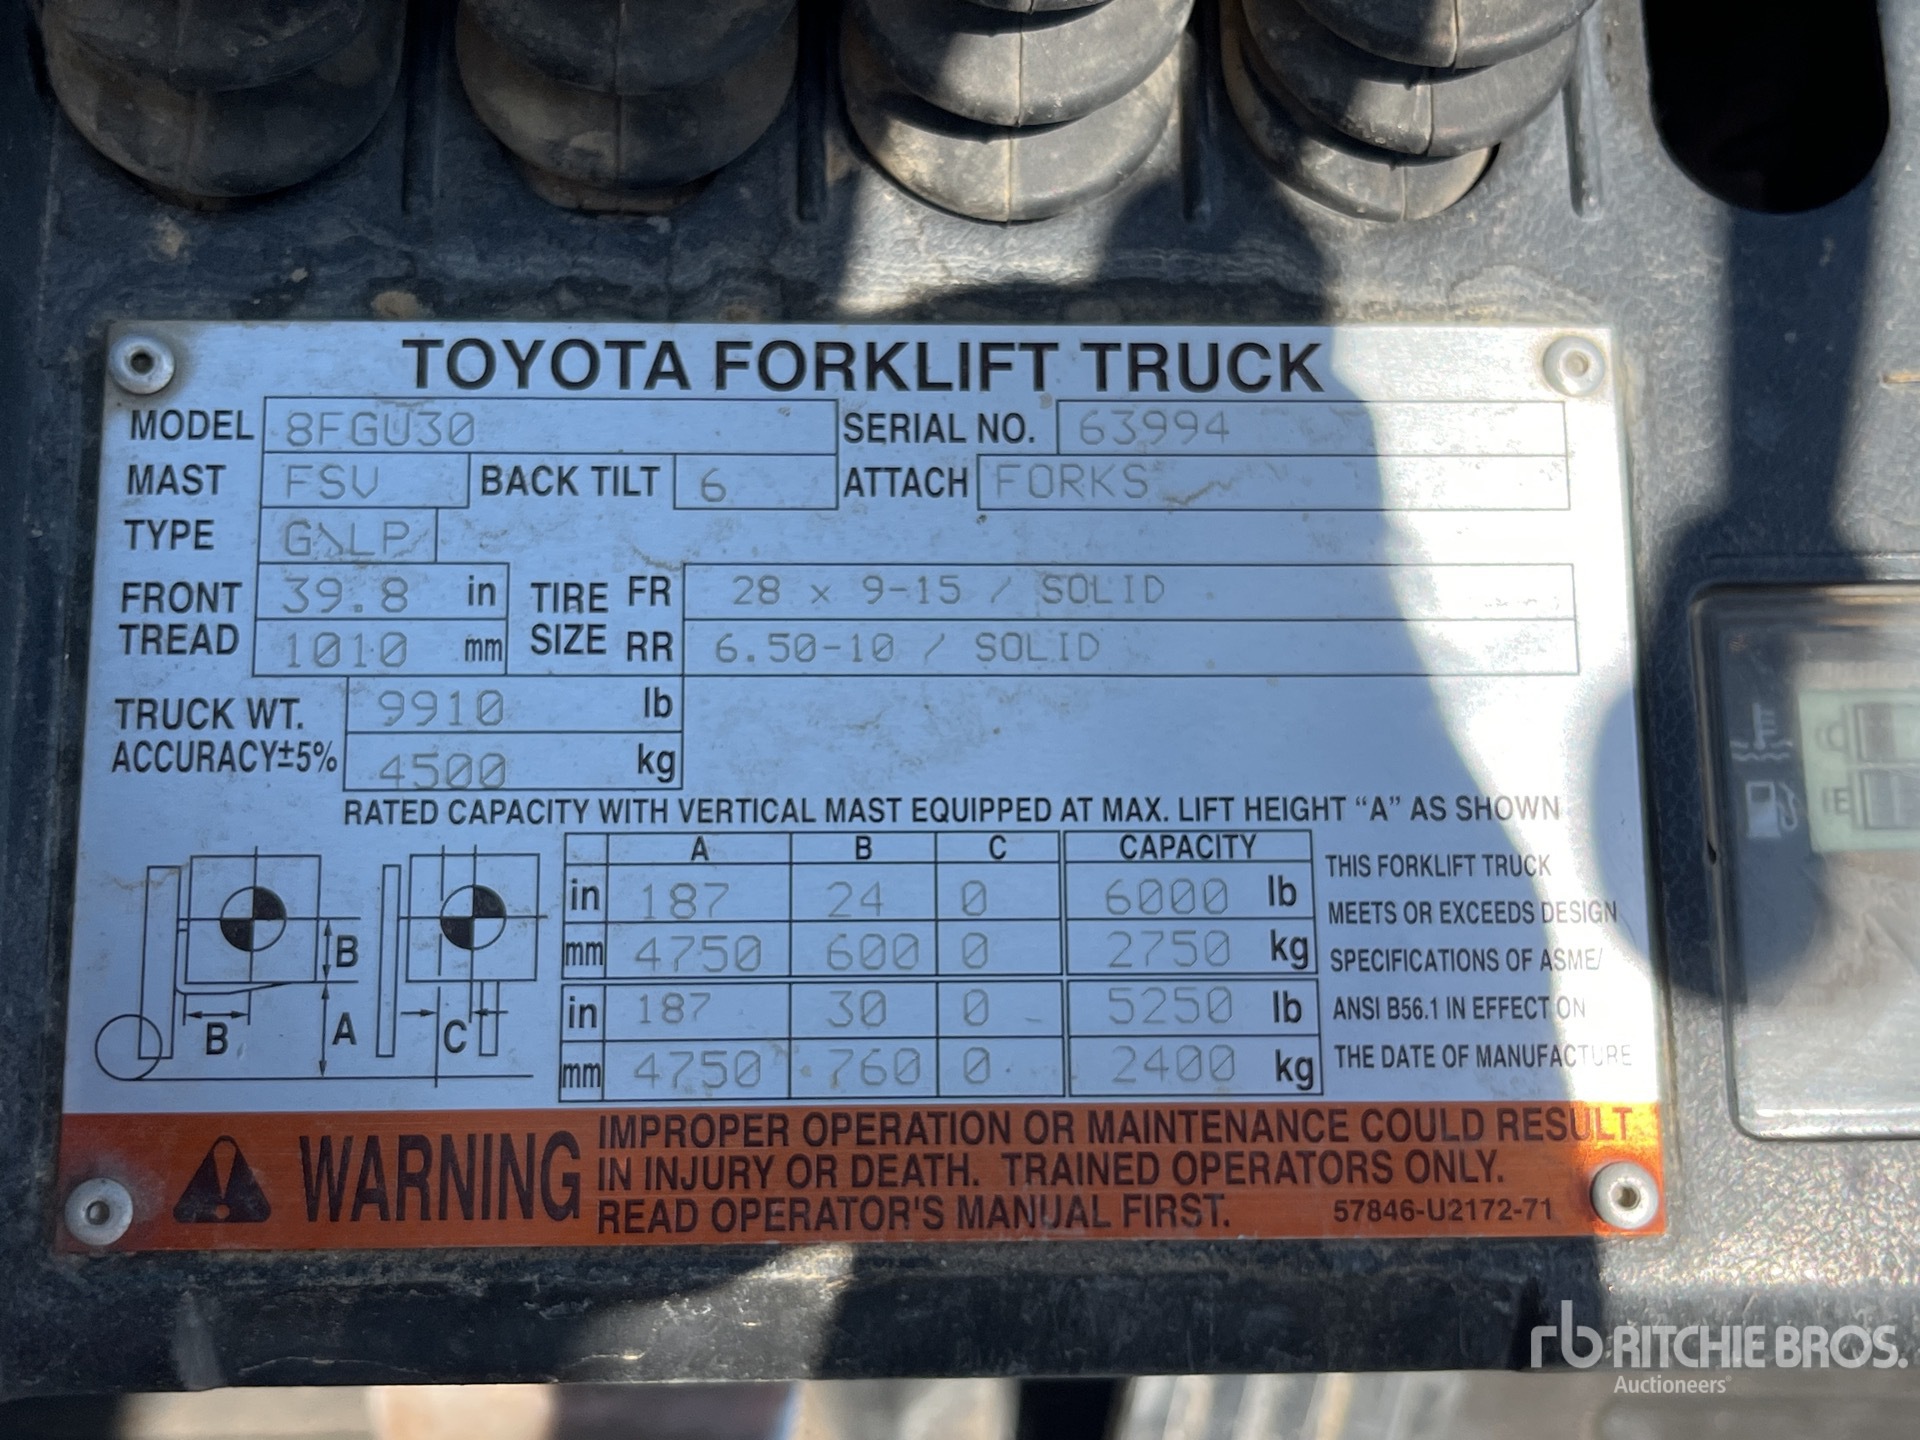 TOYOTA FORKLIFT TRUCK
MODEL 8FGU30 SERIAL NO. 63994
MAST FSV BACK TILT 6 ATTACH FORKS
TYPE G\LP
FRONT TREAD 39.8 in TIRE SIZE FR 28 x 9-15 / SOLID
1010 mm RR 6.50-10 / SOLID
TRUCK WT. 9910 lb
ACCURACY±5% 4500 kg
RATED CAPACITY WITH VERTICAL MAST EQUIPPED AT MAX. LIFT HEIGHT "A" AS SHOWN
A B C CAPACITY
in 187 24 0 6000 lb
mm 4750 600 0 2750 kg
in 187 30 0 5250 lb
mm 4750 760 0 2400 kg
B
B
A
C
THIS FORKLIFT TRUCK
MEETS OR EXCEEDS DESIGN
SPECIFICATIONS OF ASME/
ANSI B56.1 IN EFFECT ON
THE DATE OF MANUFACTURE
WARNING
IMPROPER OPERATION OR MAINTENANCE COULD RESULT
IN INJURY OR DEATH. TRAINED OPERATORS ONLY.
READ OPERATOR'S MANUAL FIRST. 57846-U2172-71
C
E
rb RITCHIE BROS.
Auctioneers